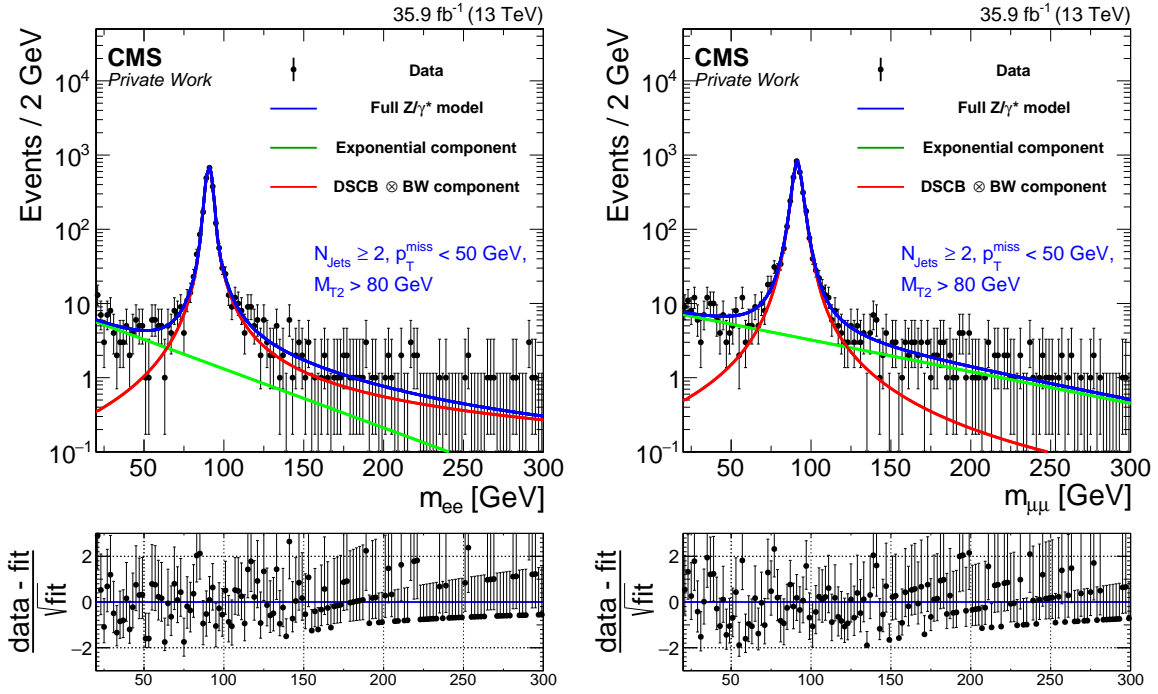 35.9 fb⁻¹ (13 TeV)
CMS
Private Work
Data
Full Z/γ* model
Exponential component
DSCB ⊗ BW component
N_Jets ≥ 2, p_T^miss < 50 GeV,
M_T2 > 80 GeV
Events / 2 GeV
10⁴
10³
10²
10
1
10⁻¹
50 100 150 200 250 300
m_ee [GeV]
data - fit
√fit
2
0
−2
50 100 150 200 250 300
35.9 fb⁻¹ (13 TeV)
CMS
Private Work
Data
Full Z/γ* model
Exponential component
DSCB ⊗ BW component
N_Jets ≥ 2, p_T^miss < 50 GeV,
M_T2 > 80 GeV
Events / 2 GeV
10⁴
10³
10²
10
1
10⁻¹
50 100 150 200 250 300
m_μμ [GeV]
data - fit
√fit
2
0
−2
50 100 150 200 250 300